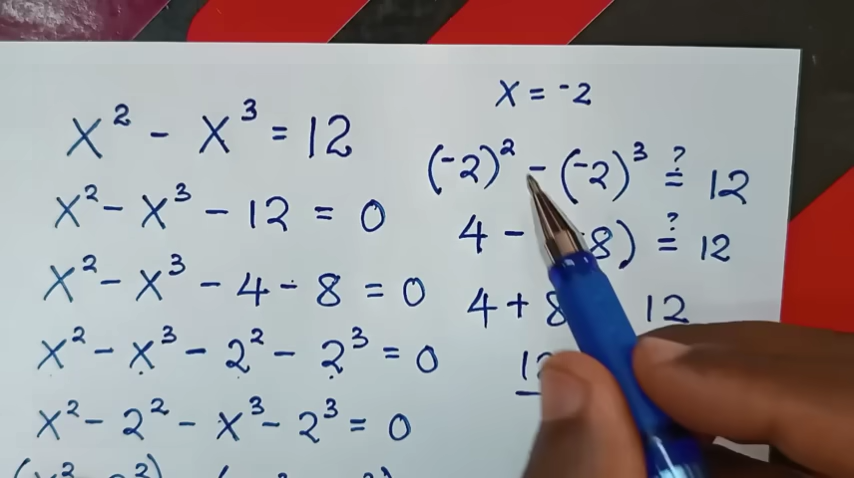 x² - x³ = 12
x² - x³ - 12 = 0
x² - x³ - 4 - 8 = 0
x² - x³ - 2² - 2³ = 0
x² - 2² - x³ - 2³ = 0
x = -2
(-2)² - (-2)³ ≟ 12
4 - 8) ≟ 12
4 + 8 12
12